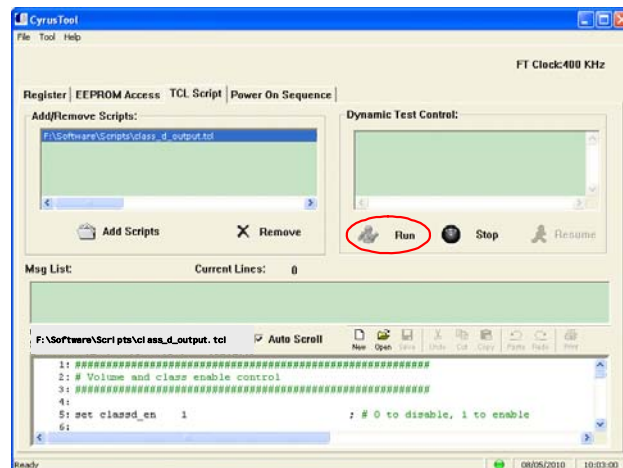 CyrusTool
File Tool Help
FT Clock:400 KHz
Register EEPROM Access TCL Script Power On Sequence
Add/Remove Scripts:
F:\Software\Scripts\class_d_output.tcl
Add Scripts Remove
Dynamic Test Control:
Run Stop Resume
Msg List: Current Lines: 0
F:\Software\Scripts\class_d_output.tcl Auto Scroll
New Open Save Undo Cut Copy Paste Redo Print
1: ##################################################
2: # Volume and class enable control
3: ##################################################
4:
5: set classd_en 1 ; # 0 to disable, 1 to enable
6:
Ready 08/05/2010 10:03:00